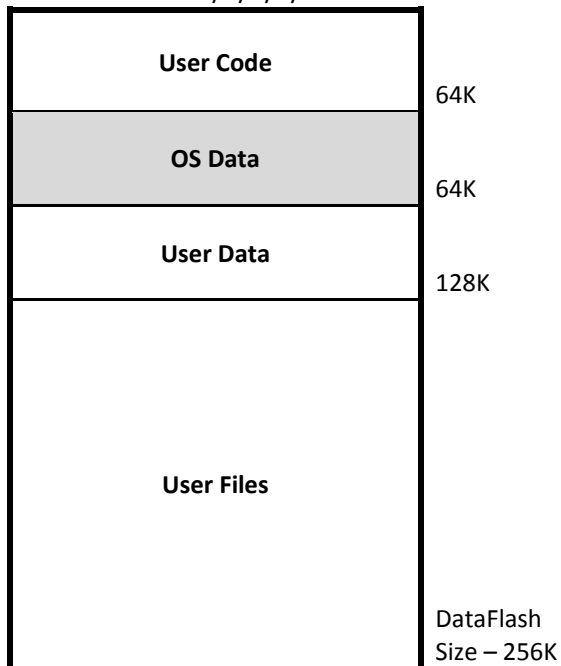 User Code
64K
OS Data
64K
User Data
128K
User Files
DataFlash
Size – 256K